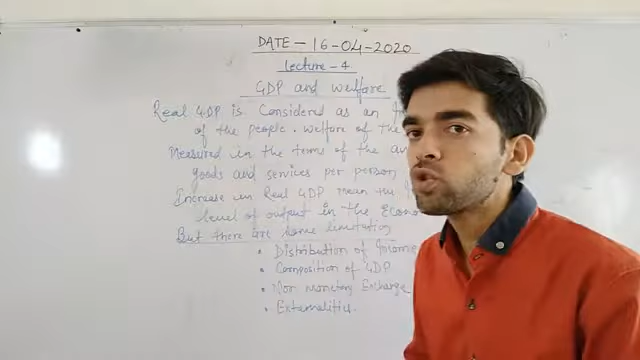 DATE - 16-04-2020
Lecture - 4
GDP and welfare
Real GDP is Considered as an
of the people. welfare of the
Measured in the terms of the
goods and services per person
Increase in Real GDP mean the
level of output in the
But there are some limitation
• Distribution of Income
• Composition of GDP
• Non Monetary Exchange
• Externalities.